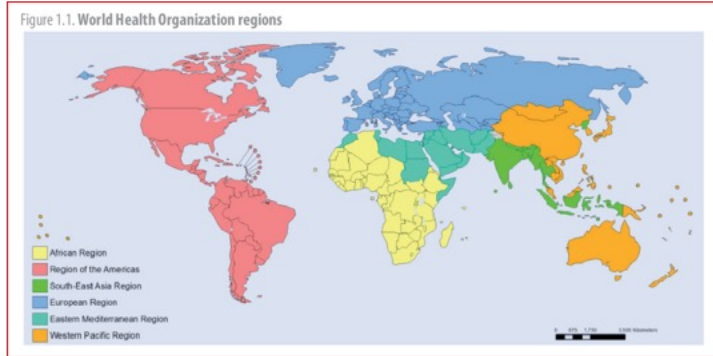 Figure 1.1. World Health Organization regions
African Region
Region of the Americas
South-East Asia Region
European Region
Eastern Mediterranean Region
Western Pacific Region